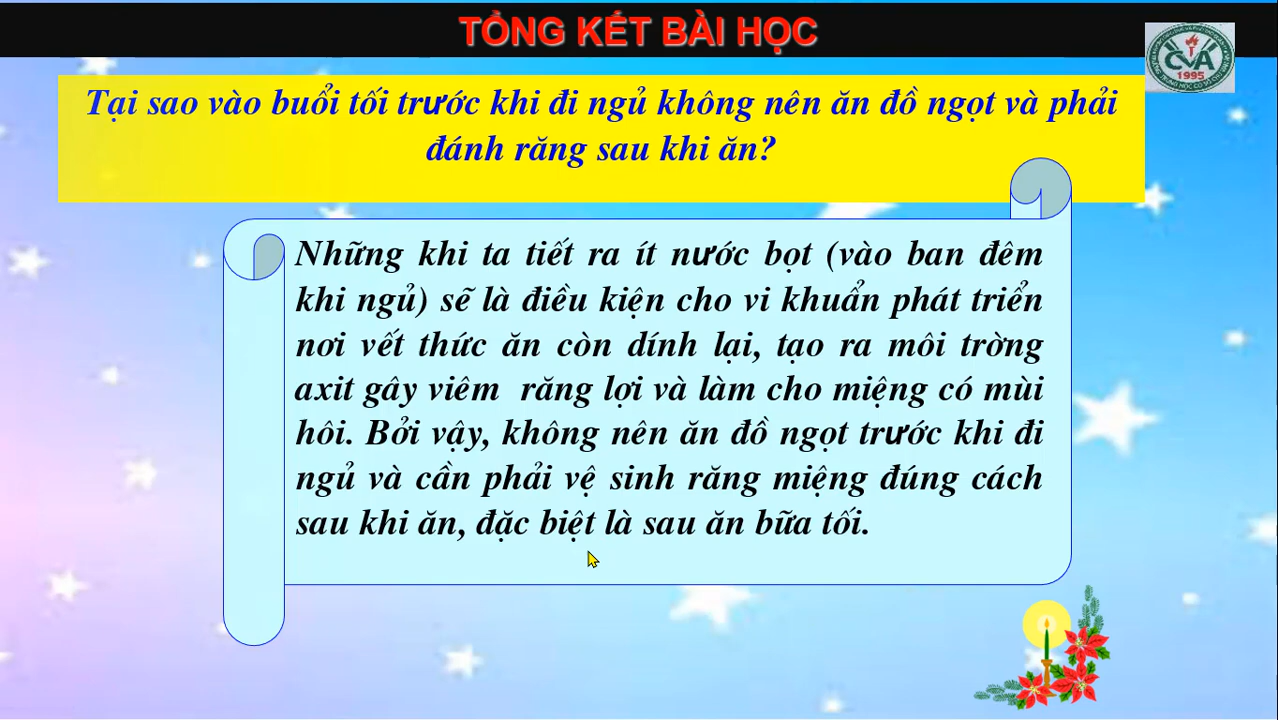 TỔNG KẾT BÀI HỌC
CVA
1995
Tại sao vào buổi tối trước khi đi ngủ không nên ăn đồ ngọt và phải
đánh răng sau khi ăn?
Những khi ta tiết ra ít nước bọt (vào ban đêm
khi ngủ) sẽ là điều kiện cho vi khuẩn phát triển
nơi vết thức ăn còn dính lại, tạo ra môi trờng
axit gây viêm răng lợi và làm cho miệng có mùi
hôi. Bởi vậy, không nên ăn đồ ngọt trước khi đi
ngủ và cần phải vệ sinh răng miệng đúng cách
sau khi ăn, đặc biệt là sau ăn bữa tối.